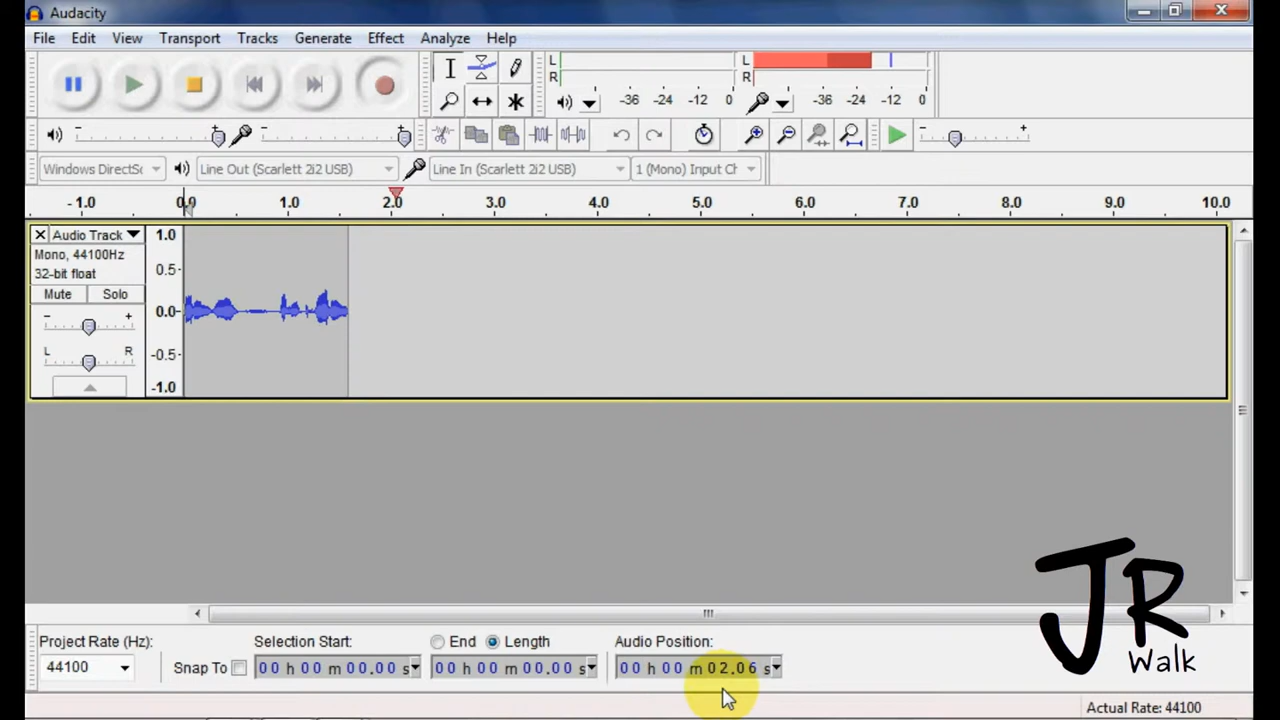 Audacity
File Edit View Transport Tracks Generate Effect Analyze Help
L
R
-36 -24 -12 0
L
R
-36 -24 -12 0
Line Out (Scarlett 2i2 USB) Line In (Scarlett 2i2 USB) 1 (Mono) Input Ch
-1.0 0.0 1.0 2.0 3.0 4.0 5.0 6.0 7.0 8.0 9.0 10.0
X Audio Track
Mono, 44100Hz
32-bit float
Mute Solo
- +
L R
1.0
0.5
0.0
-0.5
-1.0
Project Rate (Hz): Selection Start: End Length Audio Position:
44100 Snap To 00 h 00 m 00.00 s 00 h 00 m 00.00 s 00 h 00 m 02.06 s
Actual Rate: 44100
JR
Walk